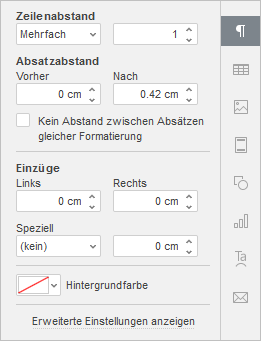 Zeilenabstand
Mehrfach 1
Absatzabstand
Vorher Nach
0 cm 0.42 cm
Kein Abstand zwischen Absätzen
gleicher Formatierung
Einzüge
Links Rechts
0 cm 0 cm
Speziell
(kein) 0 cm
Hintergrundfarbe
Erweiterte Einstellungen anzeigen
Ta